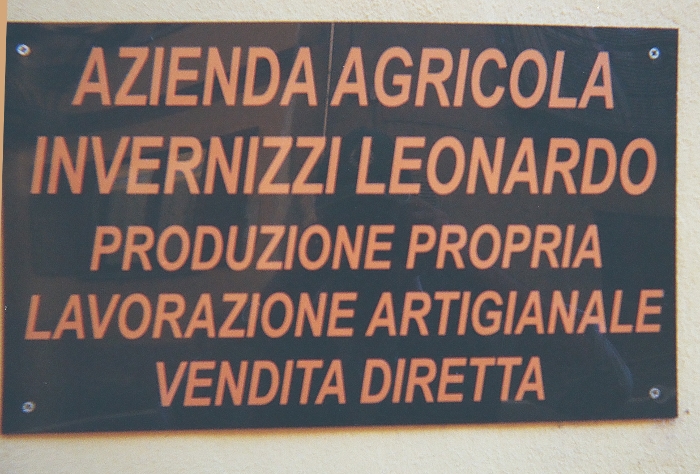 AZIENDA AGRICOLA
INVERNIZZI LEONARDO
PRODUZIONE PROPRIA
LAVORAZIONE ARTIGIANALE
VENDITA DIRETTA